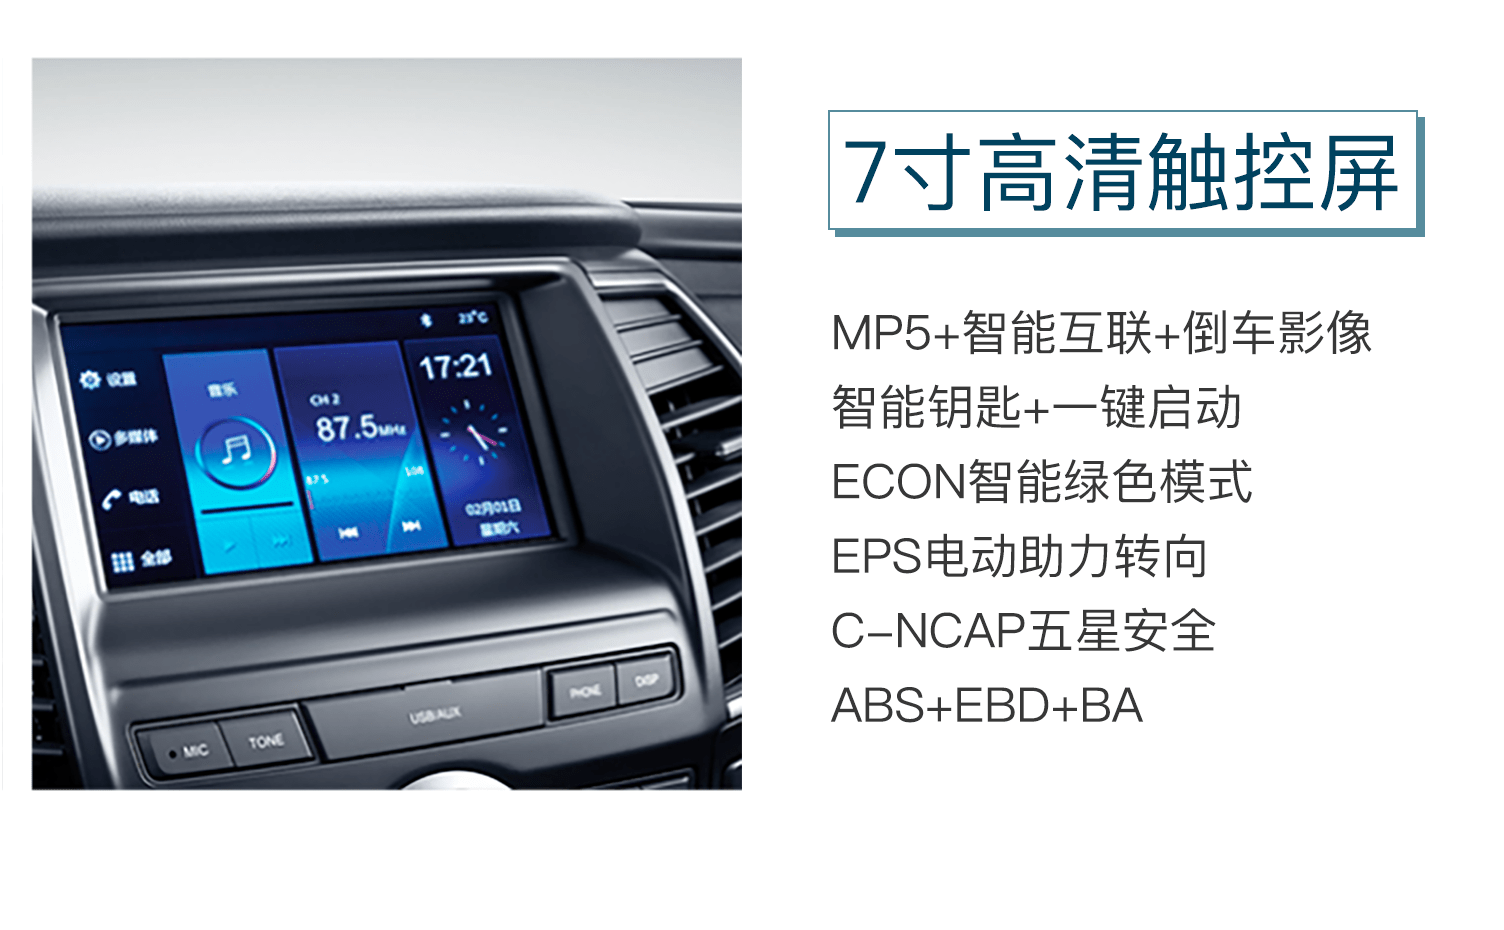 7寸高清触控屏
MP5+智能互联+倒车影像
智能钥匙+一键启动
ECON智能绿色模式
EPS电动助力转向
C-NCAP五星安全
ABS+EBD+BA
23℃
设置
多媒体
电话
全部
音乐
CH 2
87.5MHz
87.5
108
17:21
02月01日
星期六
MIC
TONE
USB/AUX
PHONE
DISP